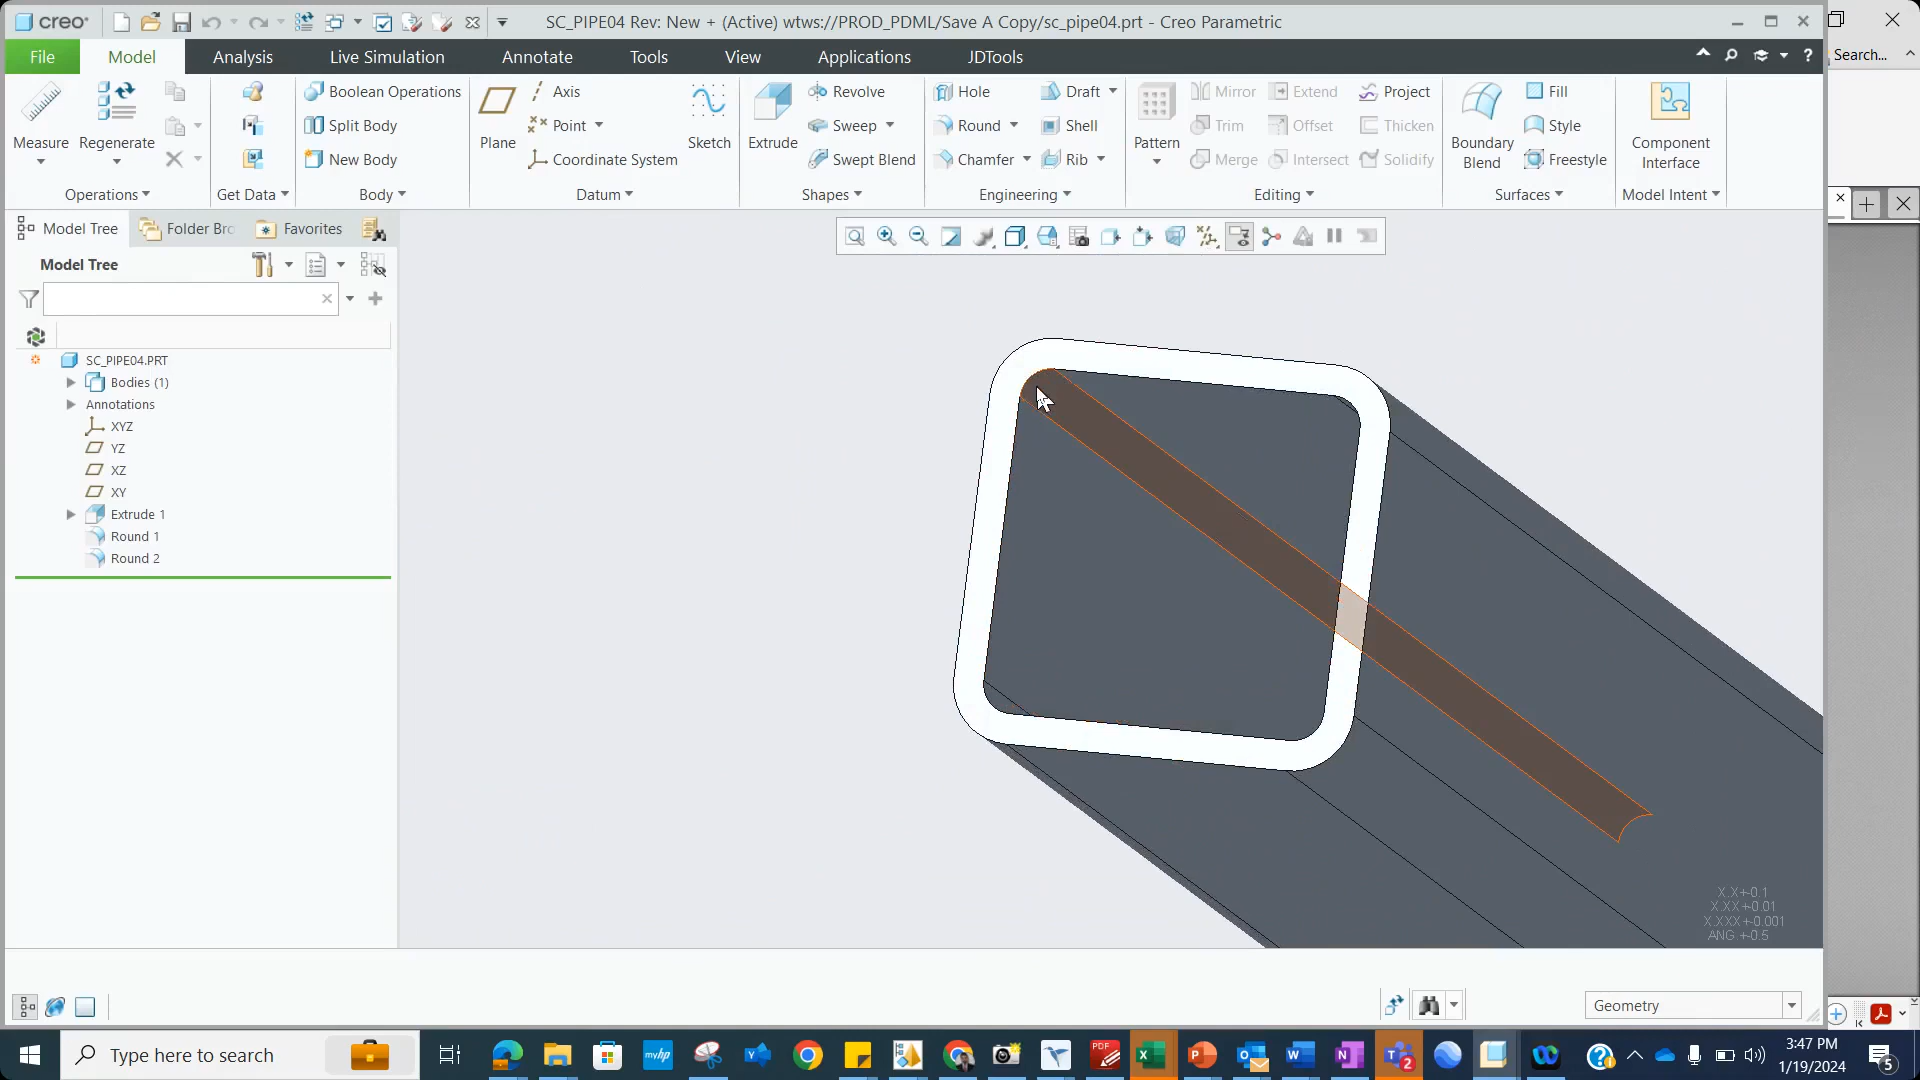 creo
SC_PIPE04 Rev: New + (Active) wtws://PROD_PDML/Save A Copy/sc_pipe04.prt - Creo Parametric
File
Model
Analysis
Live Simulation
Annotate
Tools
View
Applications
JDTools
Search...
Measure
Regenerate
Operations
Get Data
Boolean Operations
Split Body
New Body
Body
Plane
Axis
Point
Coordinate System
Sketch
Datum
Extrude
Revolve
Sweep
Swept Blend
Shapes
Hole
Round
Chamfer
Draft
Shell
Rib
Engineering
Pattern
Mirror
Trim
Merge
Extend
Offset
Intersect
Project
Thicken
Solidify
Editing
Boundary
Blend
Fill
Style
Freestyle
Surfaces
Component
Interface
Model Intent
Model Tree
Folder Bro
Favorites
Model Tree
SC_PIPE04.PRT
Bodies (1)
Annotations
XYZ
YZ
XZ
XY
Extrude 1
Round 1
Round 2
X.X+-0.1
X.XX+-0.01
X.XXX+-0.001
ANG.+-0.5
Geometry
Type here to search
myhp
PDF
2
3:47 PM
1/19/2024
5